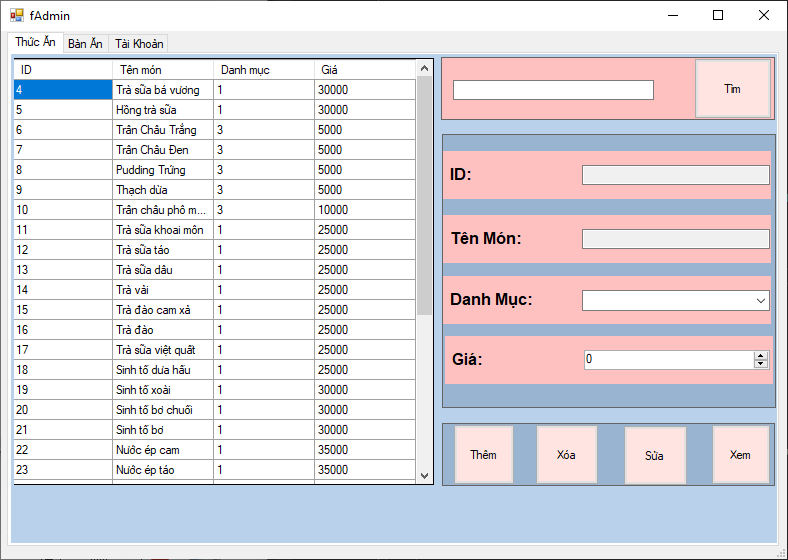 fAdmin
Thức Ăn Bàn Ăn Tài Khoản
ID Tên món Danh mục Giá
4 Trà sữa bá vương 1 30000
5 Hồng trà sữa 1 30000
6 Trân Châu Trắng 3 5000
7 Trân Châu Đen 3 5000
8 Pudding Trứng 3 5000
9 Thạch dừa 3 5000
10 Trân châu phô m... 3 10000
11 Trà sữa khoai môn 1 25000
12 Trà sữa táo 1 25000
13 Trà sữa dâu 1 25000
14 Trà vải 1 25000
15 Trà đào cam xả 1 25000
16 Trà đào 1 25000
17 Trà sữa việt quất 1 25000
18 Sinh tố dưa hấu 1 25000
19 Sinh tố xoài 1 30000
20 Sinh tố bơ chuối 1 30000
21 Sinh tố bơ 1 30000
22 Nước ép cam 1 35000
23 Nước ép táo 1 35000
Tìm
ID:
Tên Món:
Danh Mục:
Giá: 0
Thêm Xóa Sửa Xem